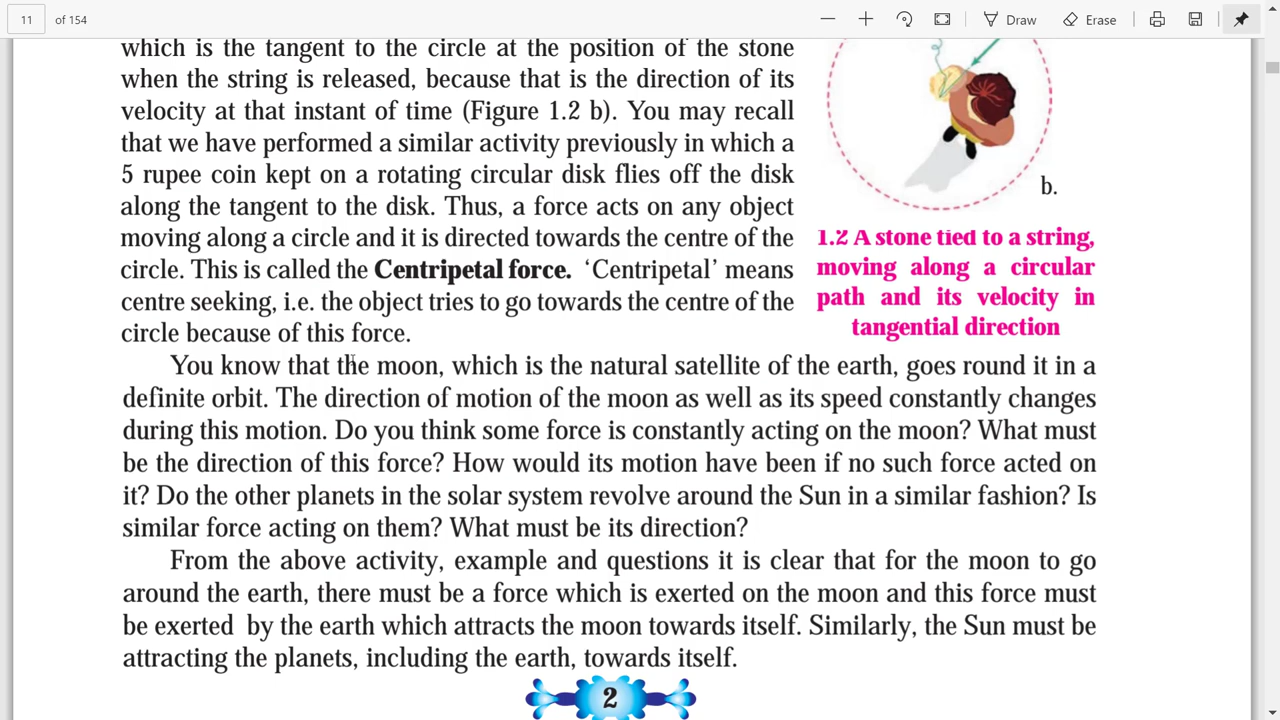 11 of 154
Draw
Erase
which is the tangent to the circle at the position of the stone
when the string is released, because that is the direction of its
velocity at that instant of time (Figure 1.2 b). You may recall
that we have performed a similar activity previously in which a
5 rupee coin kept on a rotating circular disk flies off the disk
along the tangent to the disk. Thus, a force acts on any object
moving along a circle and it is directed towards the centre of the
circle. This is called the Centripetal force. ‘Centripetal’ means
centre seeking, i.e. the object tries to go towards the centre of the
circle because of this force.
b.
1.2 A stone tied to a string,
moving along a circular
path and its velocity in
tangential direction
You know that the moon, which is the natural satellite of the earth, goes round it in a
definite orbit. The direction of motion of the moon as well as its speed constantly changes
during this motion. Do you think some force is constantly acting on the moon? What must
be the direction of this force? How would its motion have been if no such force acted on
it? Do the other planets in the solar system revolve around the Sun in a similar fashion? Is
similar force acting on them? What must be its direction?
From the above activity, example and questions it is clear that for the moon to go
around the earth, there must be a force which is exerted on the moon and this force must
be exerted by the earth which attracts the moon towards itself. Similarly, the Sun must be
attracting the planets, including the earth, towards itself.
2